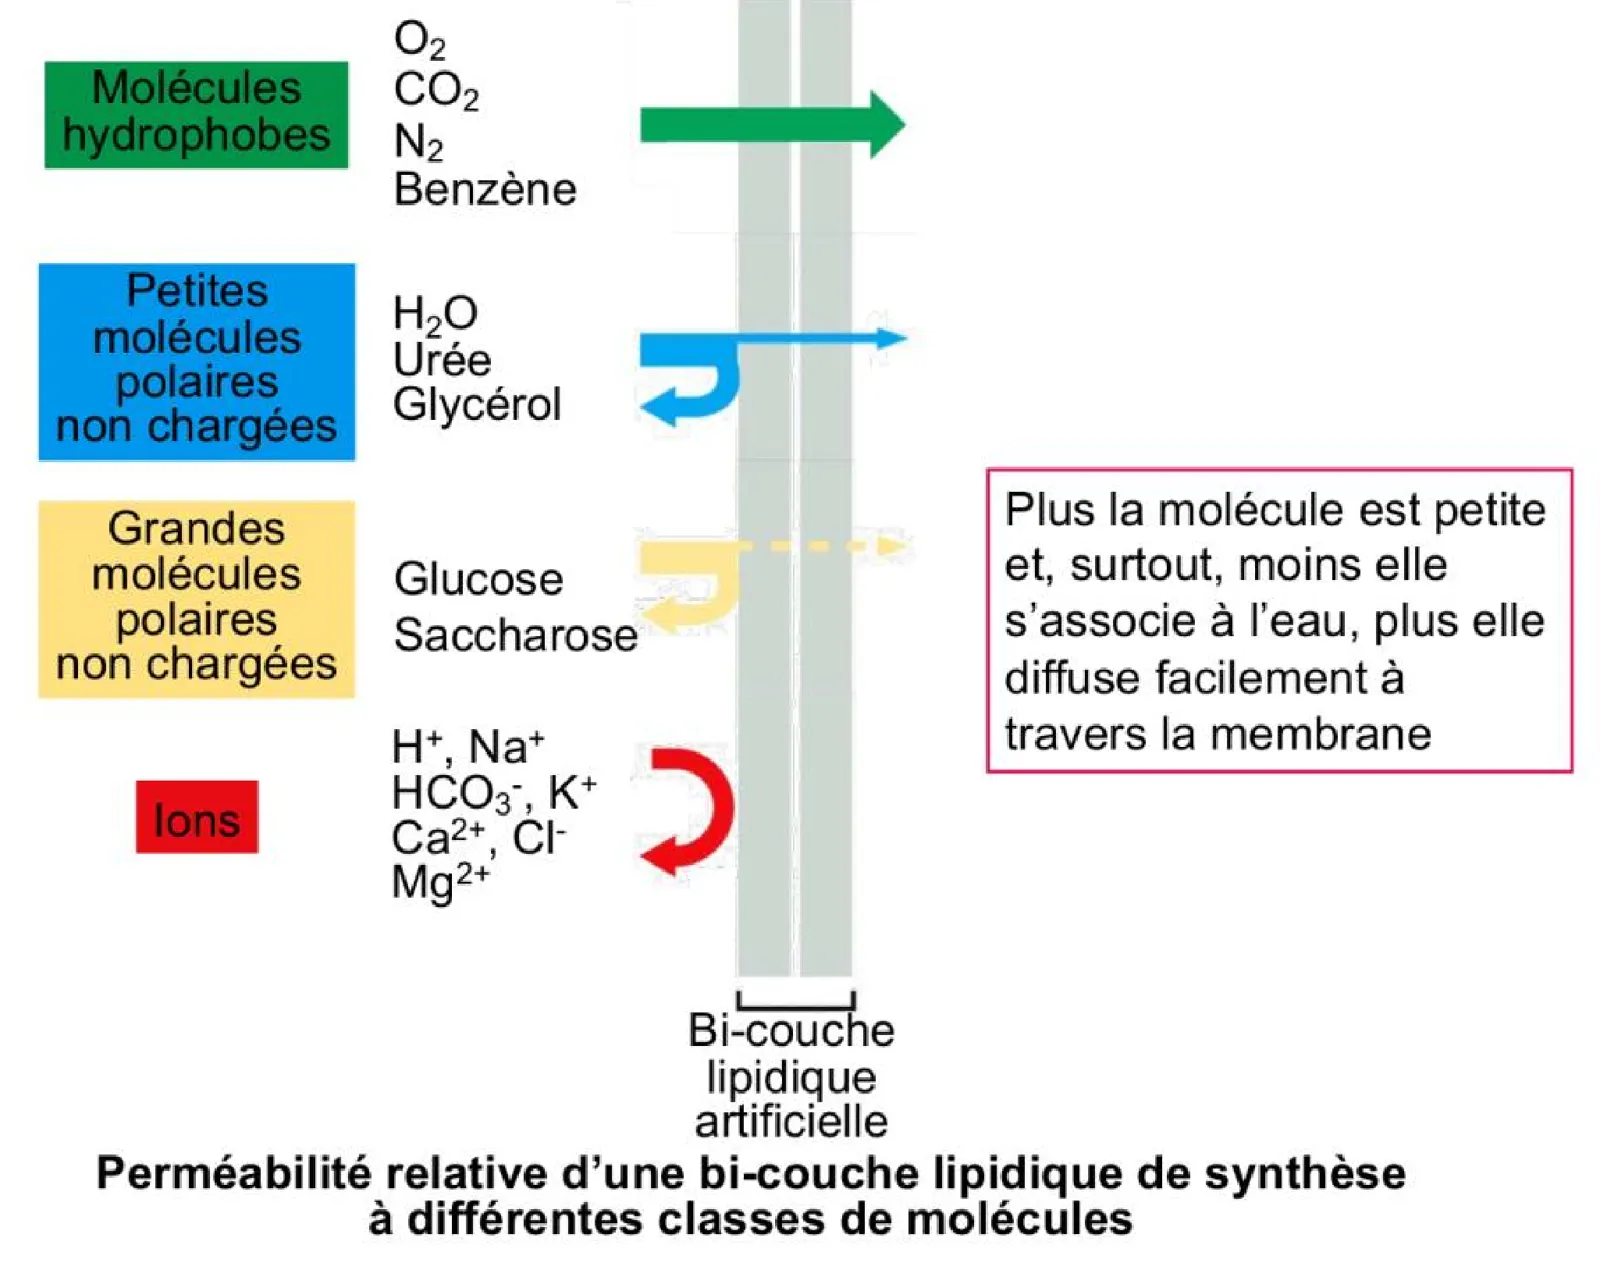 Molécules
hydrophobes
O₂
CO₂
N₂
Benzène
Petites
molécules
polaires
non chargées
H₂O
Urée
Glycérol
Grandes
molécules
polaires
non chargées
Glucose
Saccharose
Ions
H⁺, Na⁺
HCO₃⁻, K⁺
Ca²⁺, Cl⁻
Mg²⁺
Plus la molécule est petite
et, surtout, moins elle
s’associe à l’eau, plus elle
diffuse facilement à
travers la membrane
Bi-couche
lipidique
artificielle
Perméabilité relative d’une bi-couche lipidique de synthèse
à différentes classes de molécules